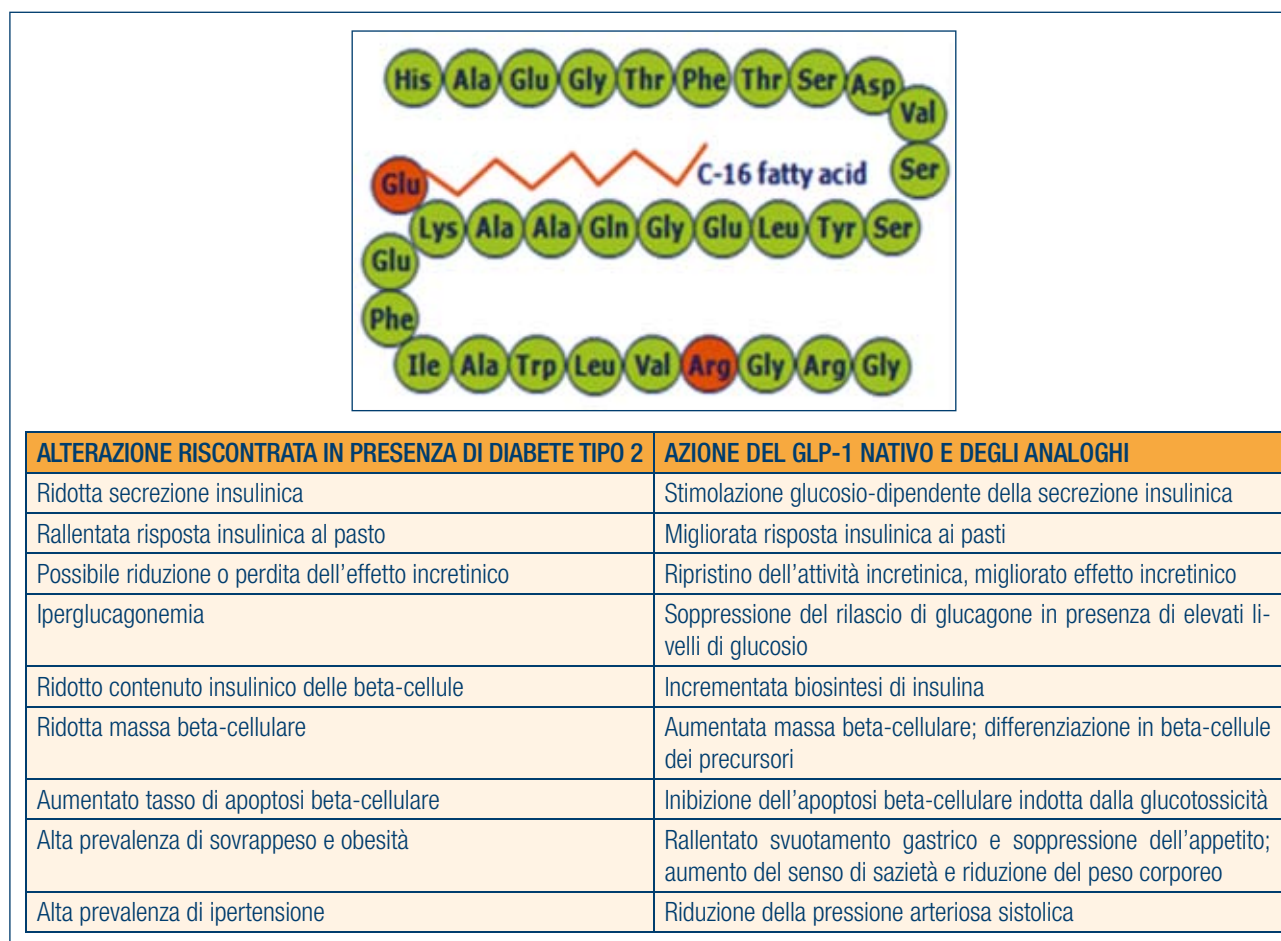 His Ala Glu Gly Thr Phe Thr Ser Asp
Val
Ser
Glu
C-16 fatty acid
Lys Ala Ala Gln Gly Glu Leu Tyr Ser
Glu
Phe
Ile Ala Trp Leu Val Arg Gly Arg Gly
ALTERAZIONE RISCONTRATA IN PRESENZA DI DIABETE TIPO 2 AZIONE DEL GLP-1 NATIVO E DEGLI ANALOGHI
Ridotta secrezione insulinica Stimolazione glucosio-dipendente della secrezione insulinica
Rallentata risposta insulinica al pasto Migliorata risposta insulinica ai pasti
Possibile riduzione o perdita dell'effetto incretinico Ripristino dell'attività incretinica, migliorato effetto incretinico
Iperglucagonemia Soppressione del rilascio di glucagone in presenza di elevati li-
velli di glucosio
Ridotto contenuto insulinico delle beta-cellule Incrementata biosintesi di insulina
Ridotta massa beta-cellulare Aumentata massa beta-cellulare; differenziazione in beta-cellule
dei precursori
Aumentato tasso di apoptosi beta-cellulare Inibizione dell'apoptosi beta-cellulare indotta dalla glucotossicità
Alta prevalenza di sovrappeso e obesità Rallentato svuotamento gastrico e soppressione dell'appetito;
aumento del senso di sazietà e riduzione del peso corporeo
Alta prevalenza di ipertensione Riduzione della pressione arteriosa sistolica